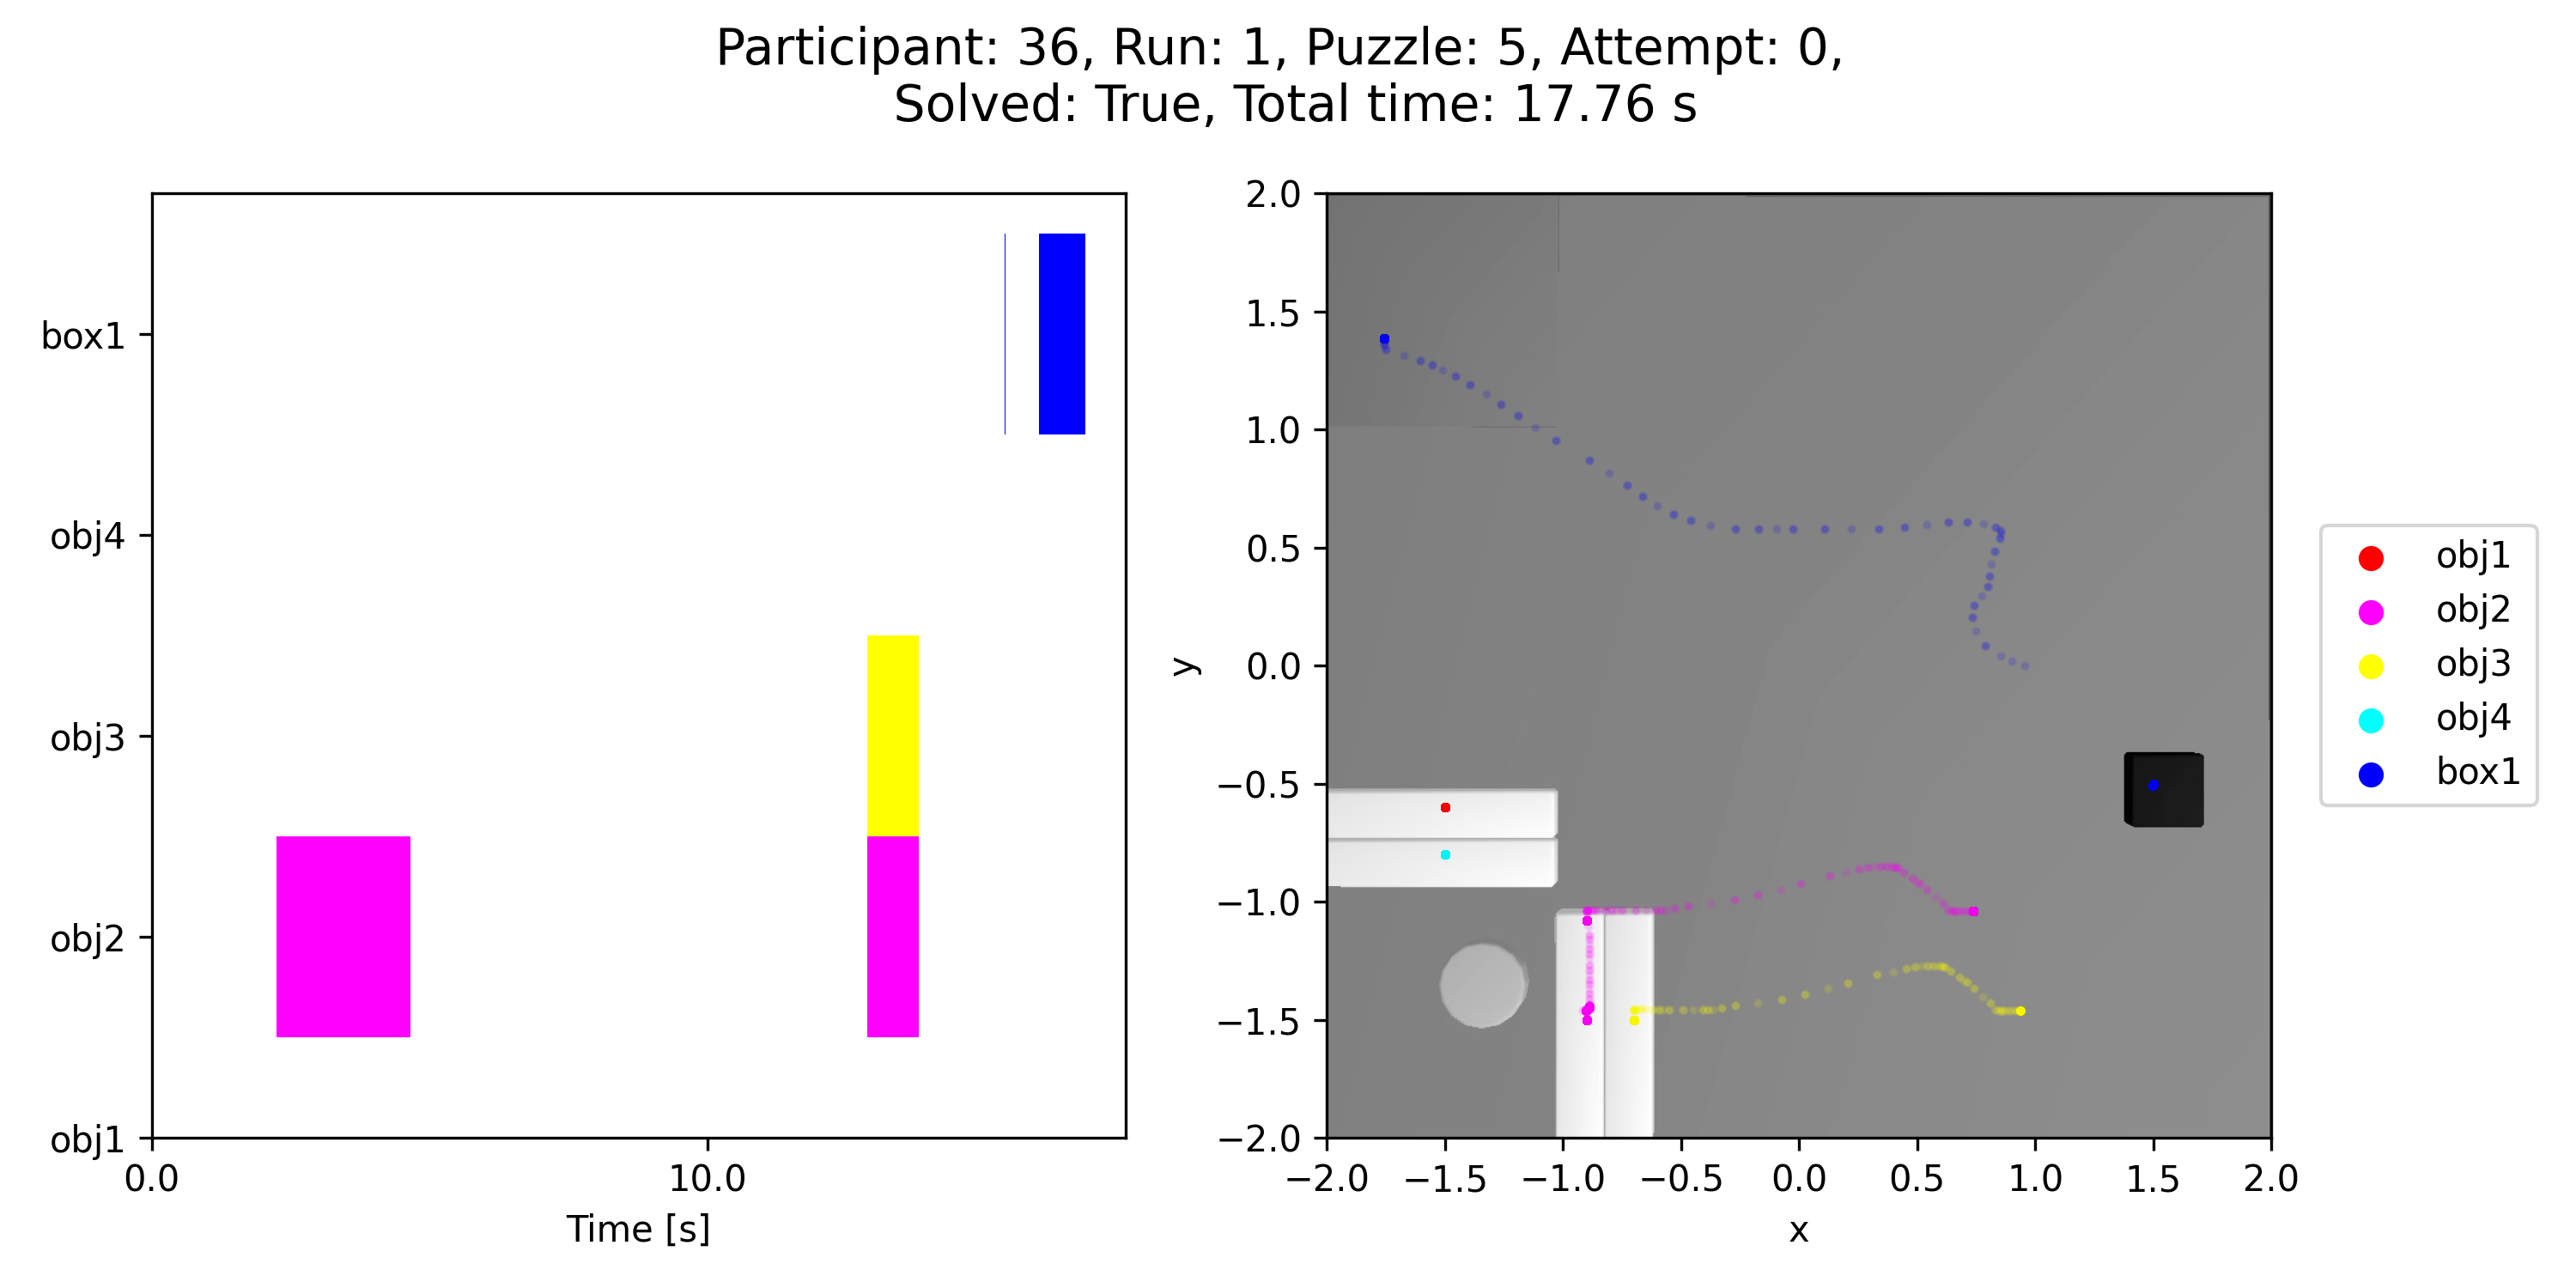 Participant: 36, Run: 1, Puzzle: 5, Attempt: 0,
Solved: True, Total time: 17.76 s
box1
obj4
obj3
obj2
obj1
0.0
10.0
Time [s]
2.0
1.5
1.0
0.5
0.0
−0.5
−1.0
−1.5
−2.0
y
−2.0
−1.5
−1.0
−0.5
0.0
0.5
1.0
1.5
2.0
x
obj1
obj2
obj3
obj4
box1